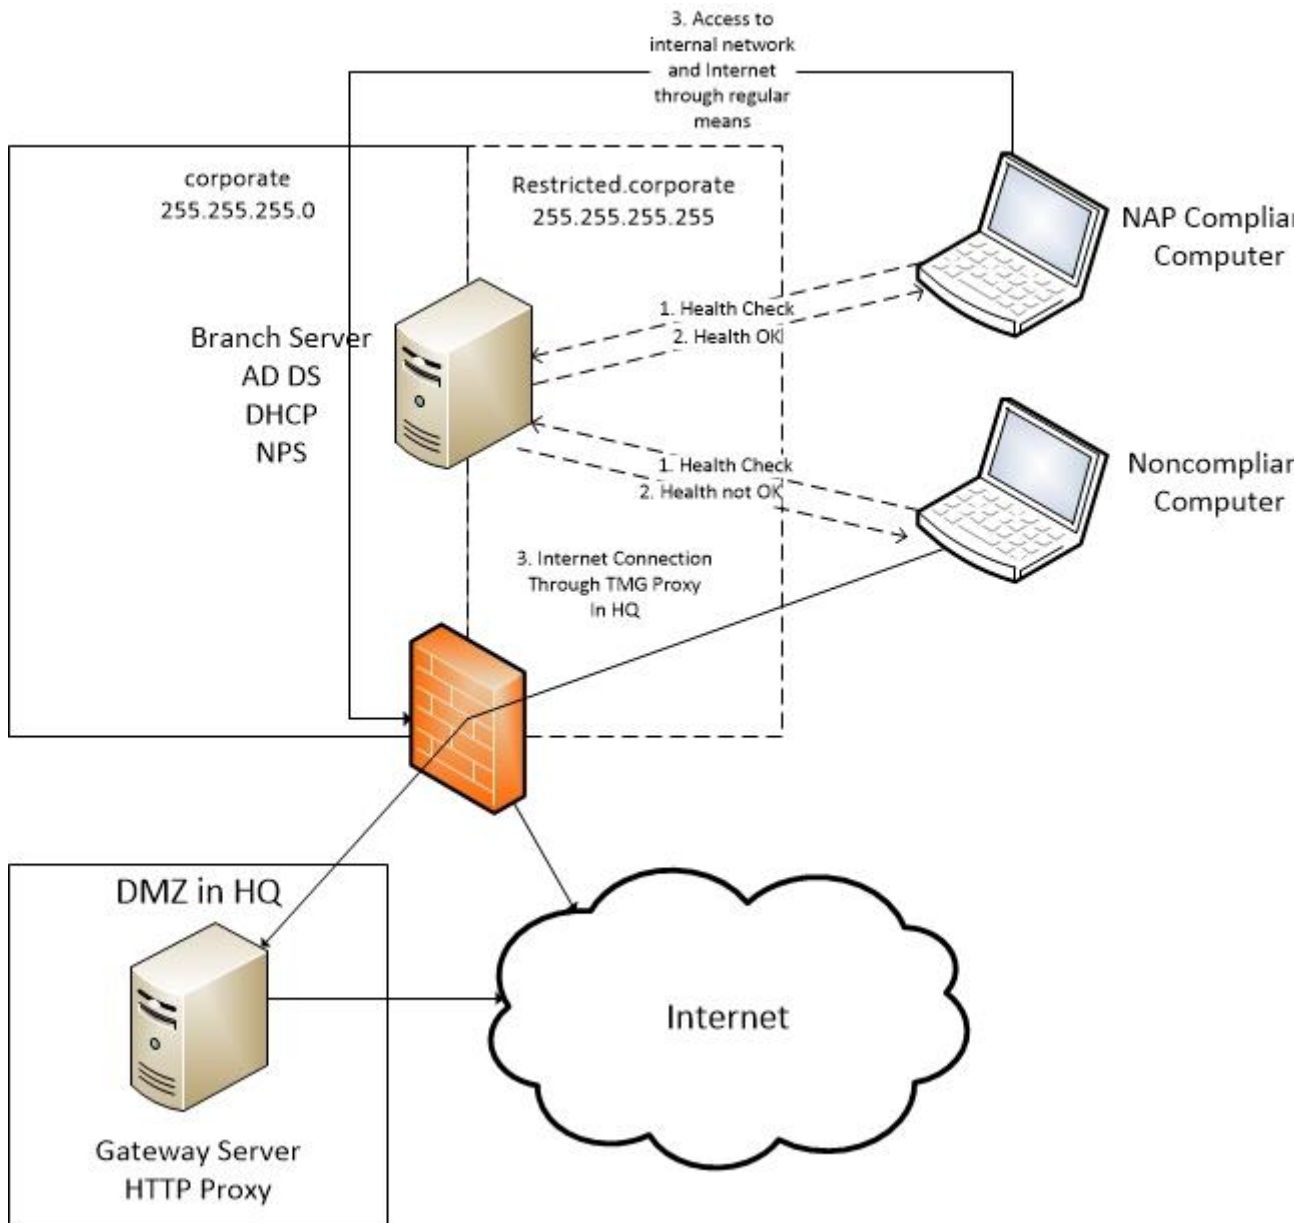 3. Access to
internal network
and Internet
through regular
means
corporate
255.255.255.0
Restricted.corporate
255.255.255.255
NAP Complian
Computer
1. Health Check
2. Health OK
Branch Server
AD DS
DHCP
NPS
1. Health Check
2. Health not OK
Noncomplian
Computer
3. Internet Connection
Through TMG Proxy
In HQ
DMZ in HQ
Internet
Gateway Server
HTTP Proxy